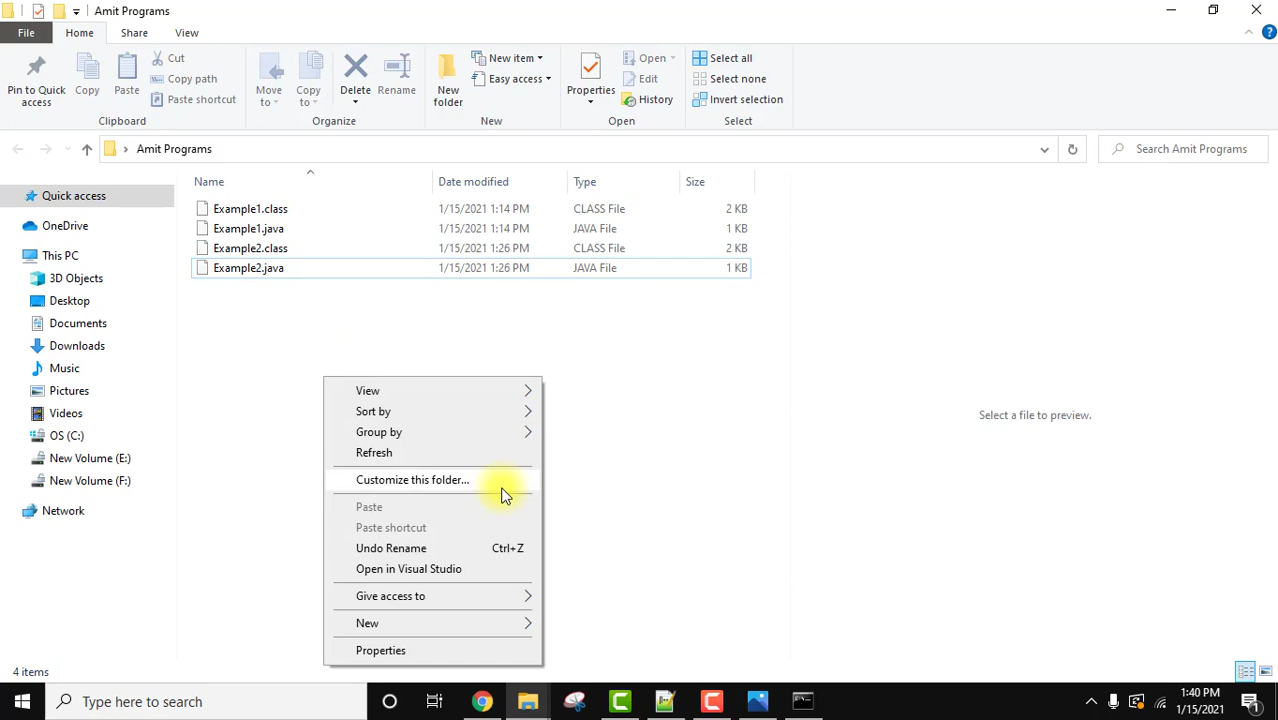 Amit Programs
File Home Share View
Pin to Quick access
Copy
Paste
Cut
Copy path
Paste shortcut
Clipboard
Move to
Copy to
Delete
Rename
Organize
New folder
New item
Easy access
New
Properties
Open
Edit
History
Open
Select all
Select none
Invert selection
Select
Amit Programs
Search Amit Programs
Name Date modified Type Size
Example1.class 1/15/2021 1:14 PM CLASS File 2 KB
Example1.java 1/15/2021 1:14 PM JAVA File 1 KB
Example2.class 1/15/2021 1:26 PM CLASS File 2 KB
Example2.java 1/15/2021 1:26 PM JAVA File 1 KB
Quick access
OneDrive
This PC
3D Objects
Desktop
Documents
Downloads
Music
Pictures
Videos
OS (C:)
New Volume (E:)
New Volume (F:)
Network
View
Sort by
Group by
Refresh
Customize this folder...
Paste
Paste shortcut
Undo Rename Ctrl+Z
Open in Visual Studio
Give access to
New
Properties
Select a file to preview.
4 items
Type here to search
1:40 PM
1/15/2021
1